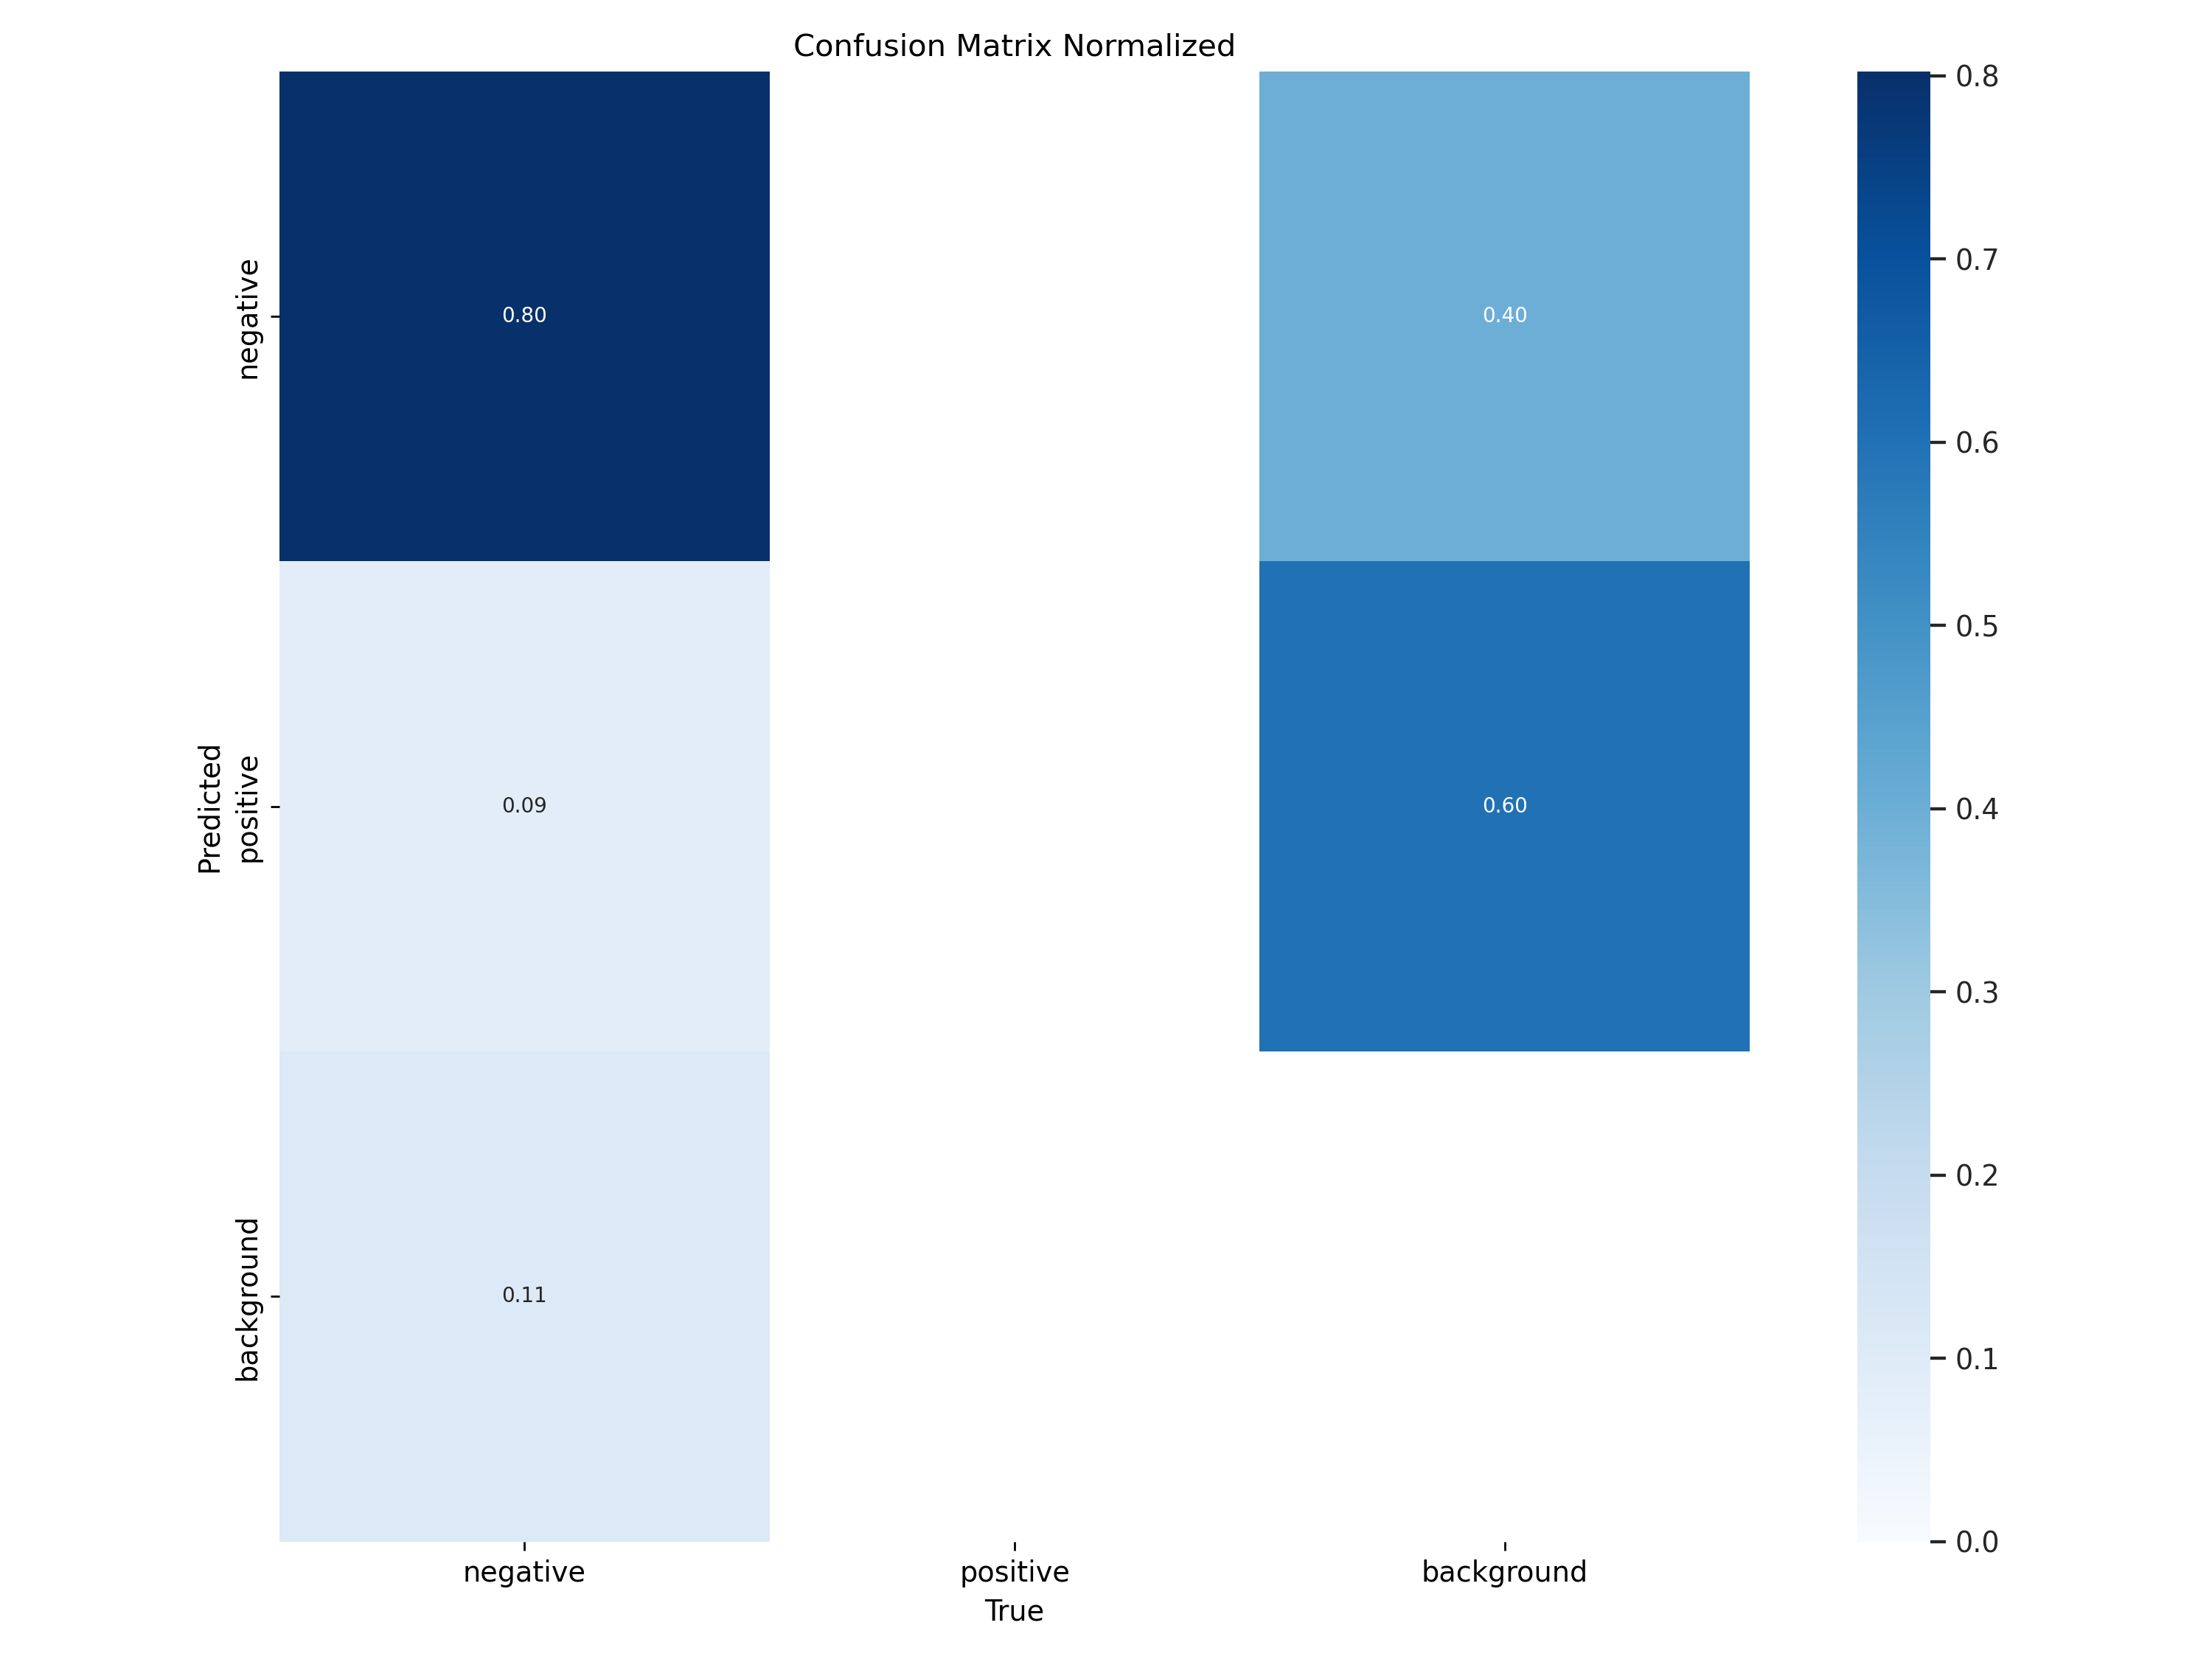 Confusion Matrix Normalized
negative
0.80
0.40
Predicted
positive
0.09
0.60
background
0.11
negative
positive
background
True
0.8
0.7
0.6
0.5
0.4
0.3
0.2
0.1
0.0